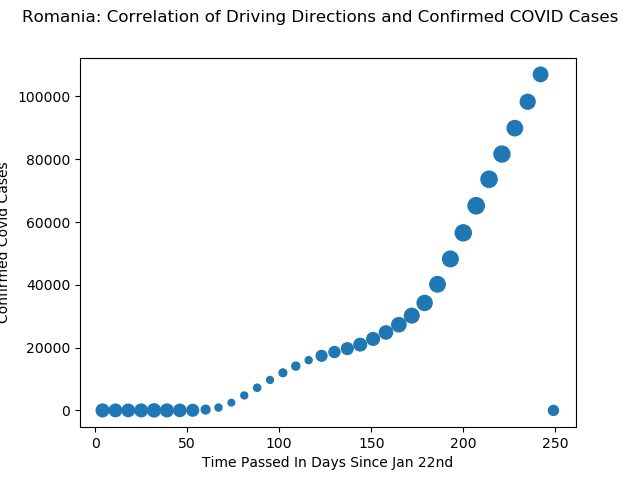 Romania: Correlation of Driving Directions and Confirmed COVID Cases
100000
80000
60000
40000
20000
0
Confirmed Covid Cases
0 50 100 150 200 250
Time Passed In Days Since Jan 22nd